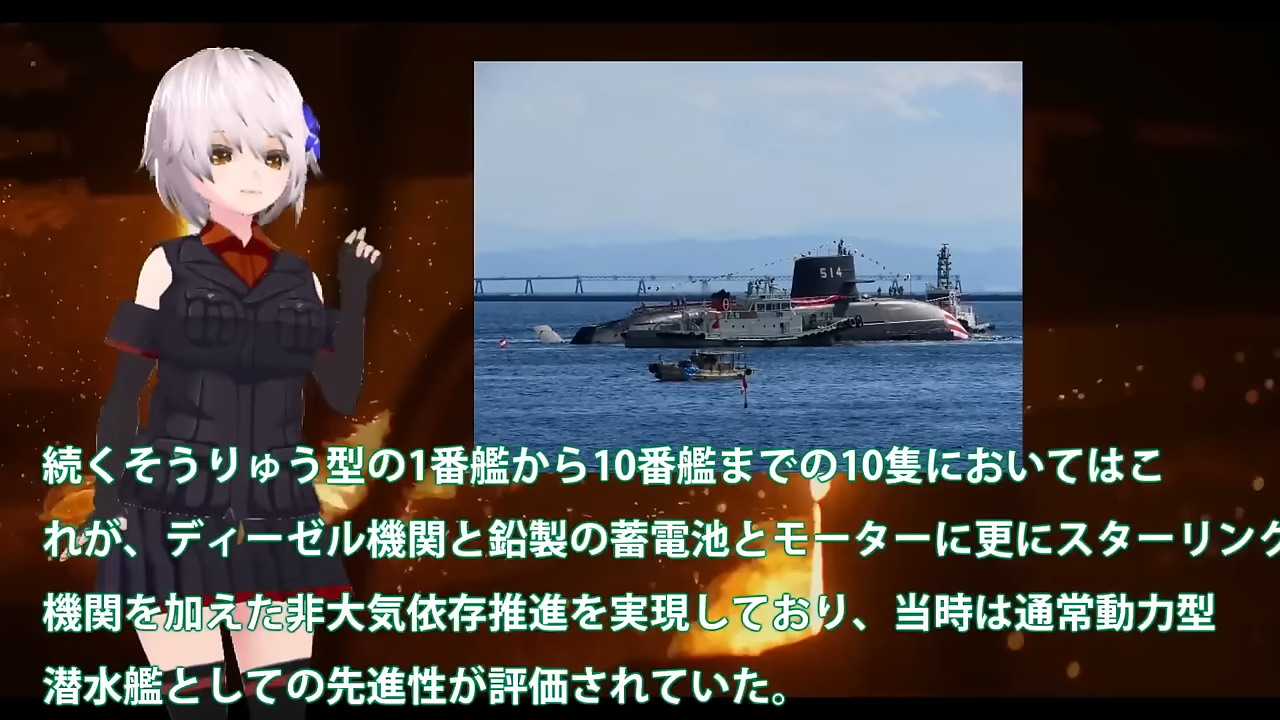 514
続くそうりゅう型の1番艦から10番艦までの10隻においてはこ
れが、ディーゼル機関と鉛製の蓄電池とモーターに更にスターリング
機関を加えた非大気依存推進を実現しており、当時は通常動力型
潜水艦としての先進性が評価されていた。